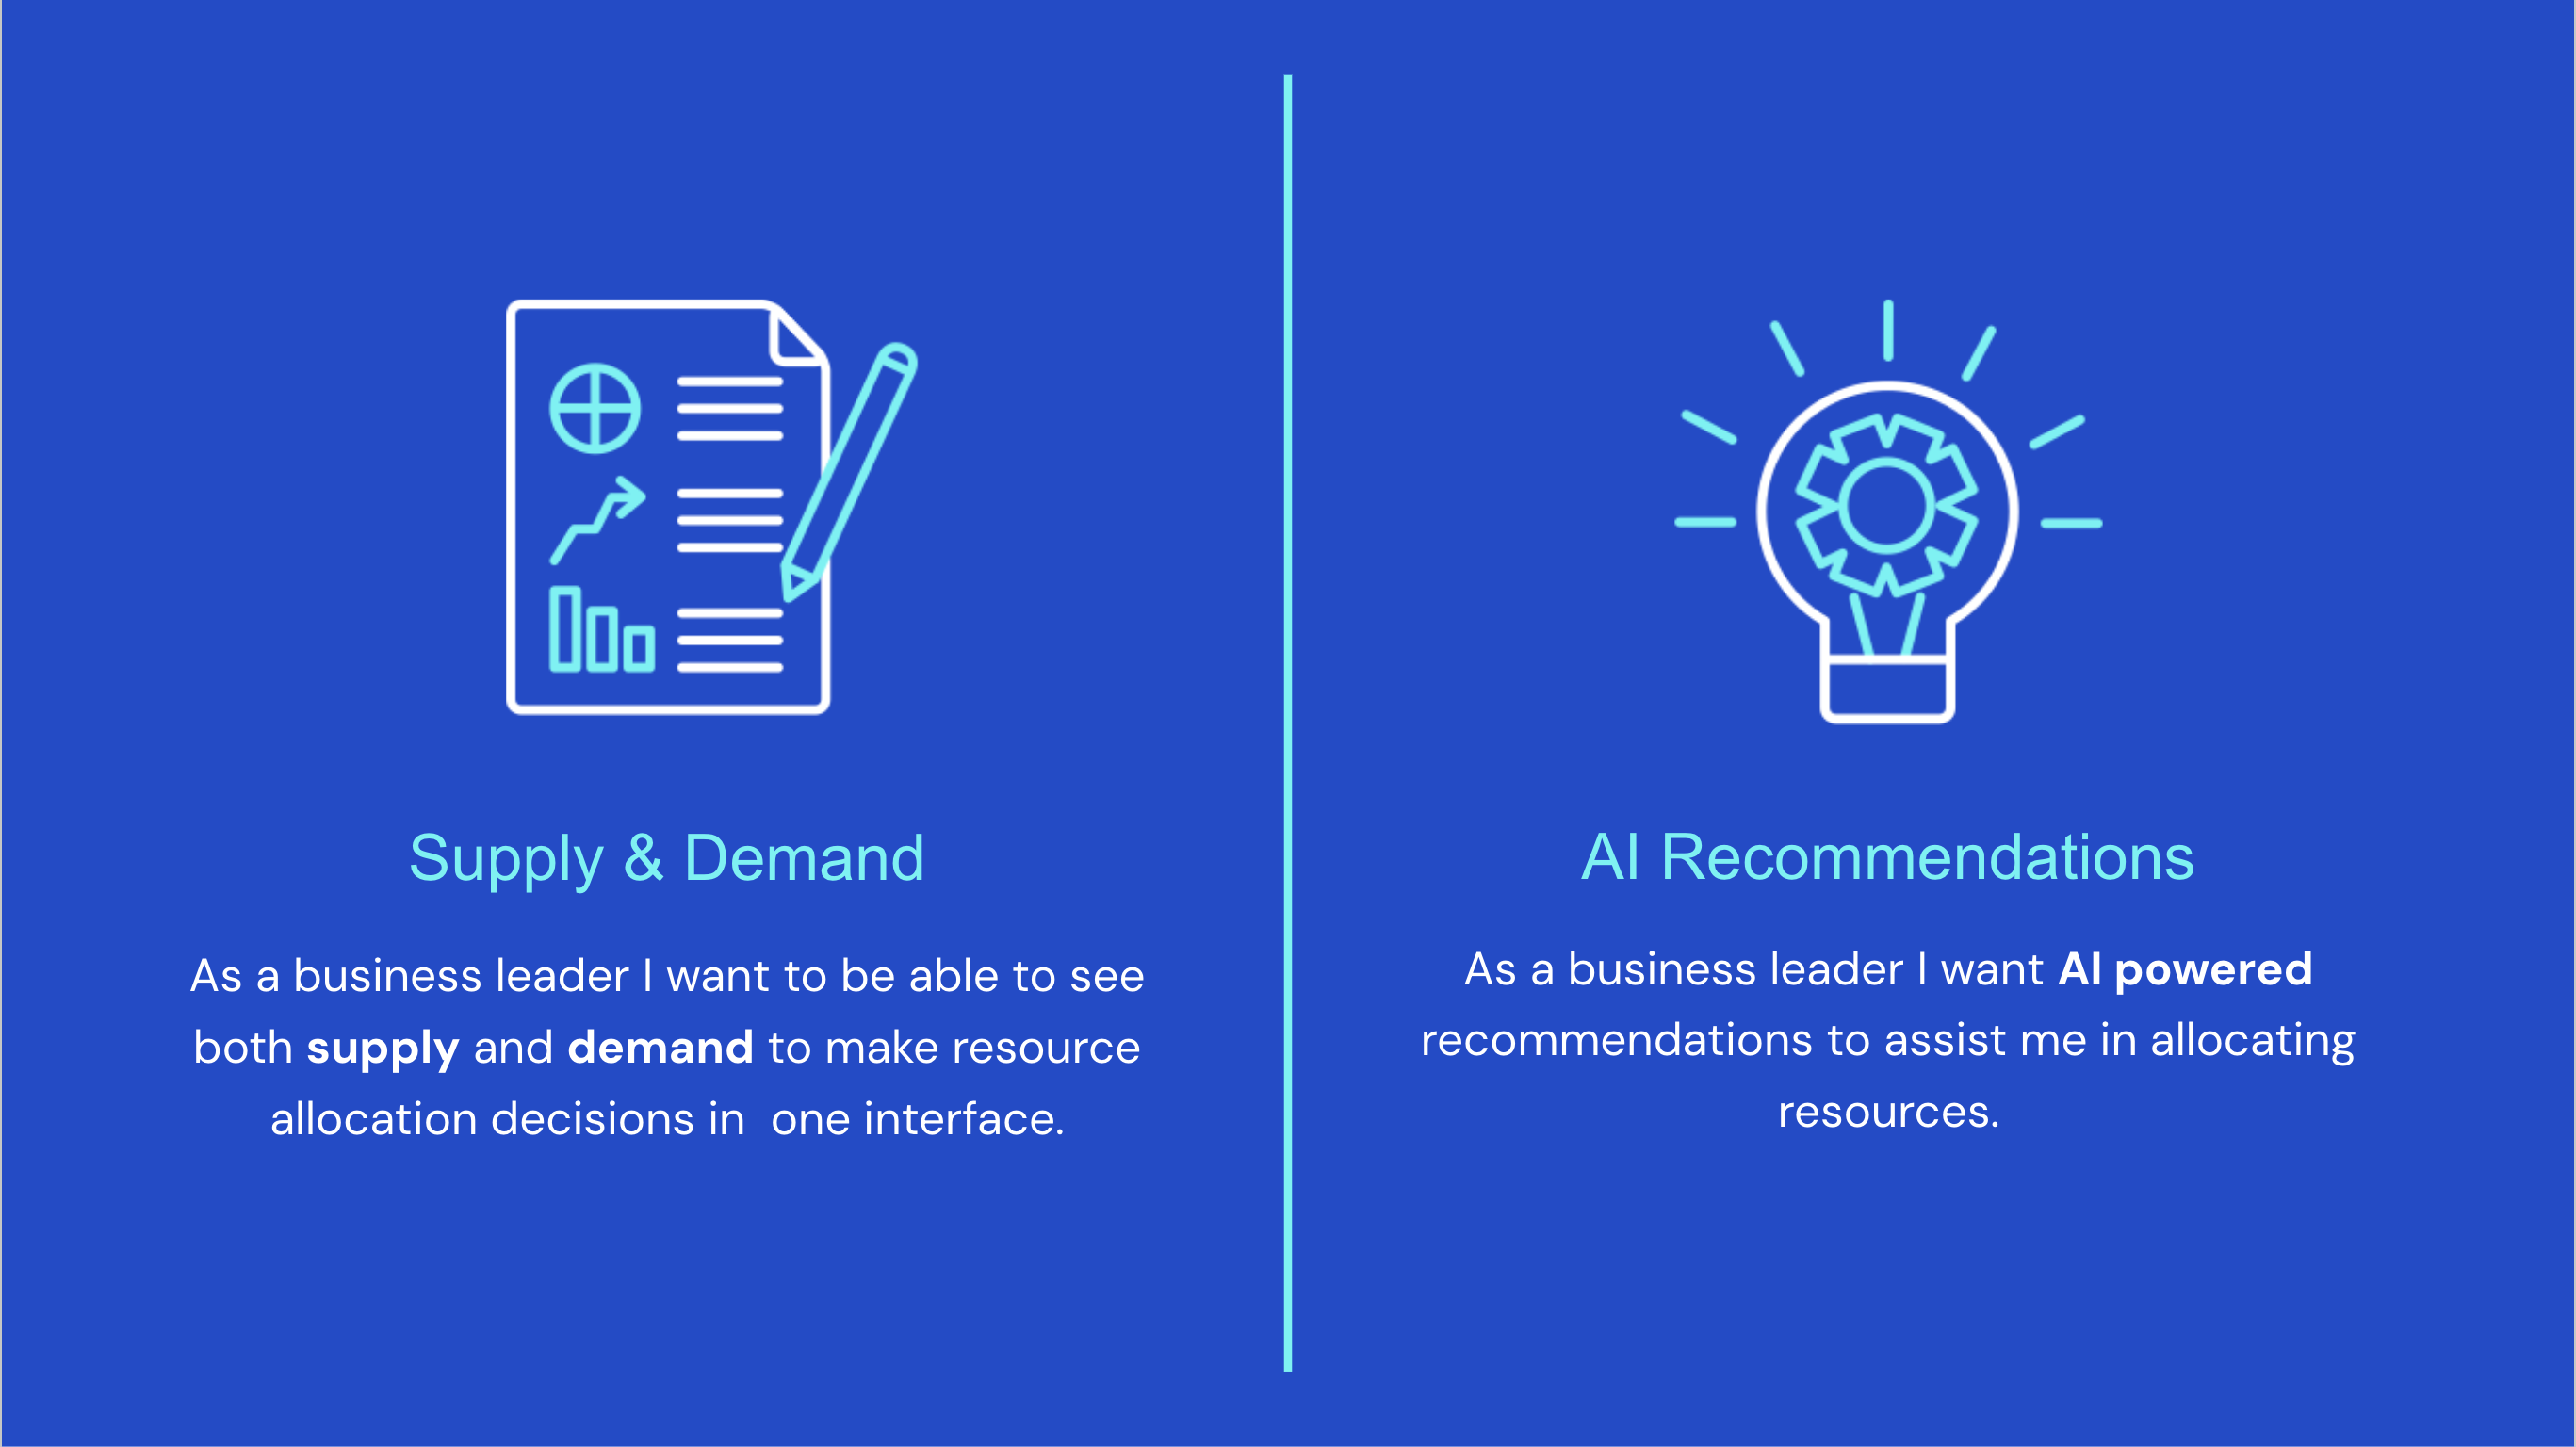 Supply & Demand
As a business leader I want to be able to see
both supply and demand to make resource
allocation decisions in  one interface.
AI Recommendations
As a business leader I want AI powered
recommendations to assist me in allocating
resources.